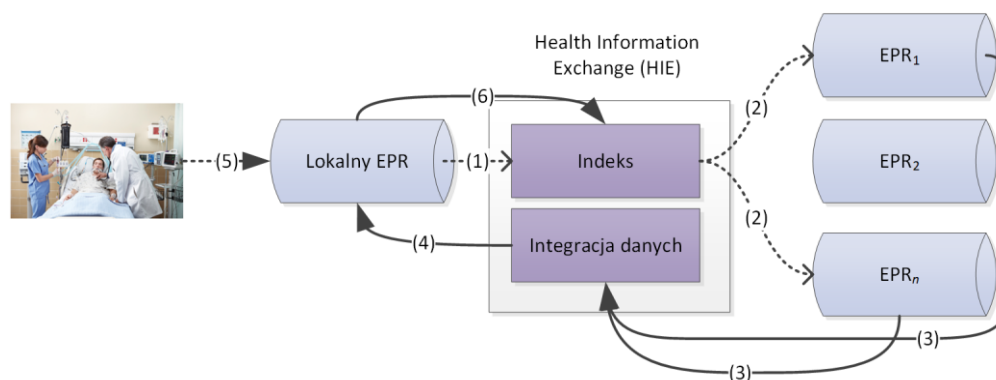 Health Information
Exchange (HIE)
EPR1
(6)
(2)
(5)
Lokalny EPR
(1)
Indeks
EPR2
(2)
(4)
Integracja danych
EPRn
(3)
(3)